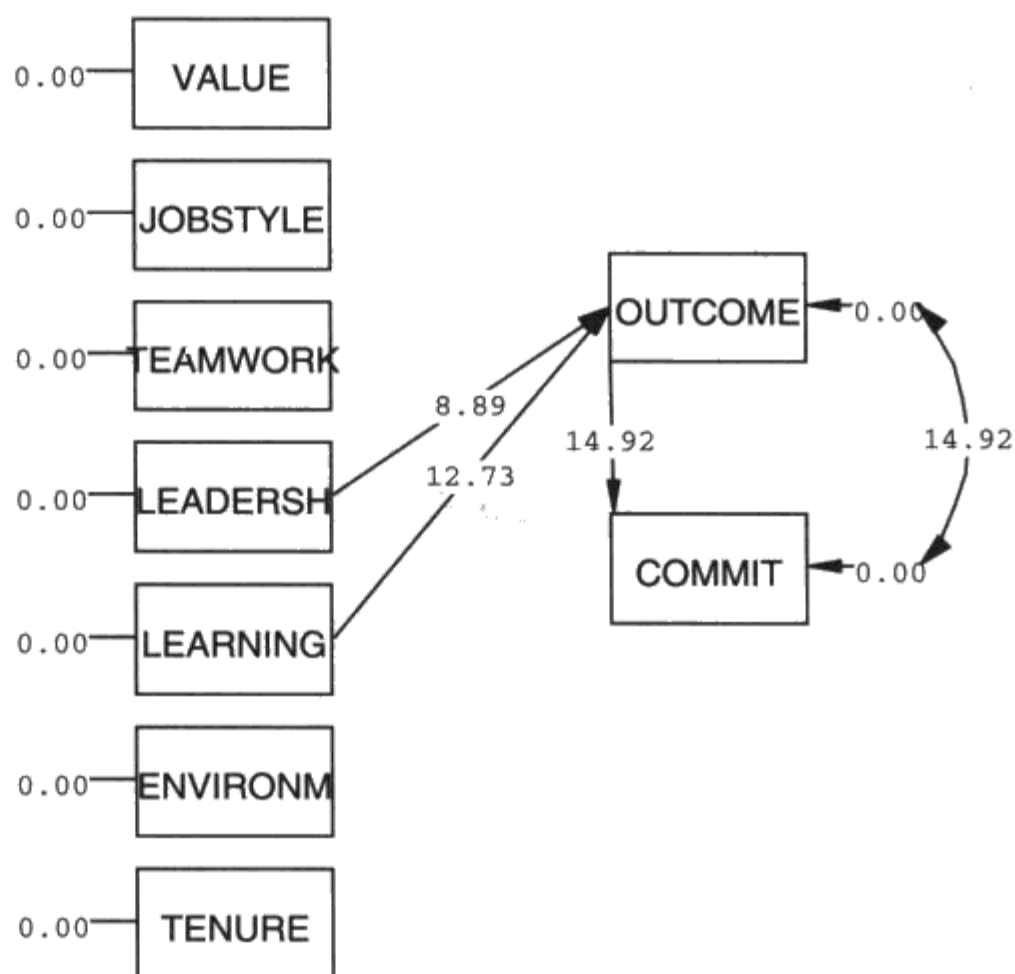 0.00 VALUE
0.00 JOBSTYLE
OUTCOME 0.00
0.00 TEAMWORK
8.89
14.92 14.92
12.73
0.00 LEADERSH
COMMIT 0.00
0.00 LEARNING
0.00 ENVIRONM
0.00 TENURE